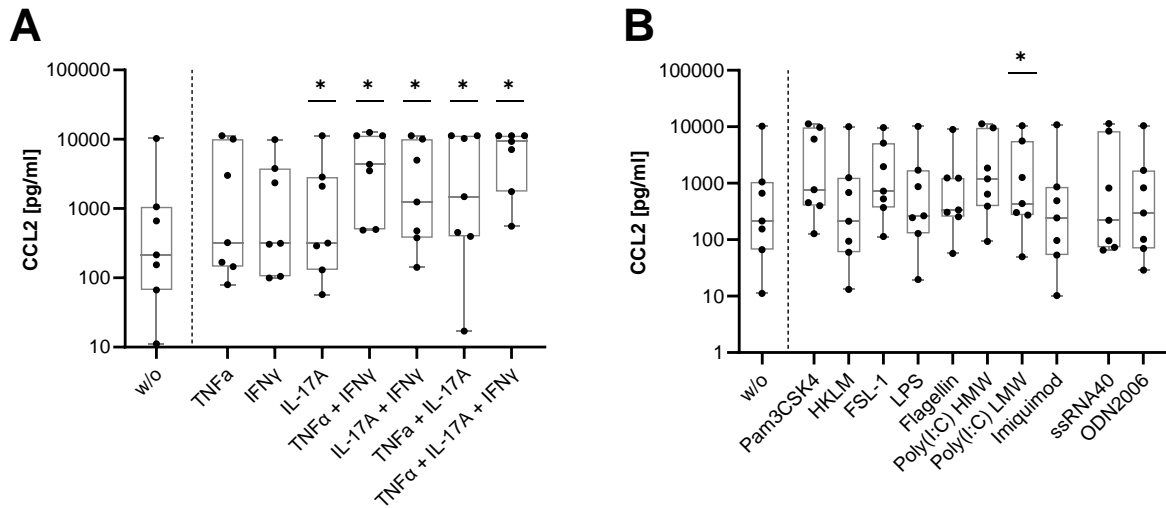 A
CCL2 [pg/ml]
100000
10000
1000
100
10
* * * * *
w/o
TNFa
IFNγ
IL-17A
TNFα + IFNγ
IL-17A + IFNγ
TNFa + IL-17A
TNFα + IL-17A + IFNγ
B
CCL2 [pg/ml]
100000
10000
1000
100
10
1
*
w/o
Pam3CSK4
HKLM
FSL-1
LPS
Flagellin
Poly(I:C) HMW
Poly(I:C) LMW
Imiquimod
ssRNA40
ODN2006